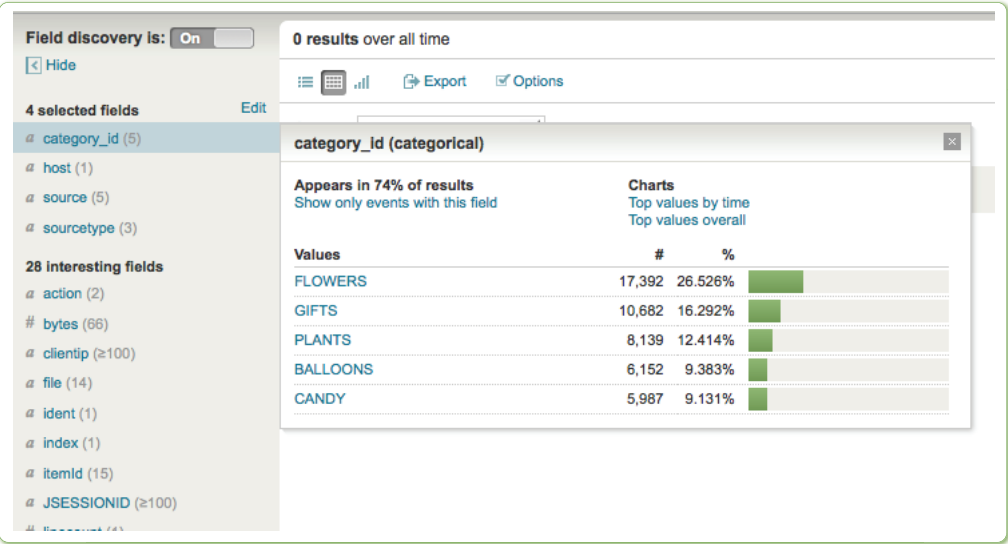 Field discovery is: On
Hide
4 selected fields Edit
a category_id (5)
a host (1)
a source (5)
a sourcetype (3)
28 interesting fields
a action (2)
# bytes (66)
a clientip (≥100)
a file (14)
a ident (1)
a index (1)
a itemId (15)
a JSESSIONID (≥100)
0 results over all time
Export Options
category_id (categorical)
Appears in 74% of results
Show only events with this field
Charts
Top values by time
Top values overall
Values # %
FLOWERS 17,392 26.526%
GIFTS 10,682 16.292%
PLANTS 8,139 12.414%
BALLOONS 6,152 9.383%
CANDY 5,987 9.131%